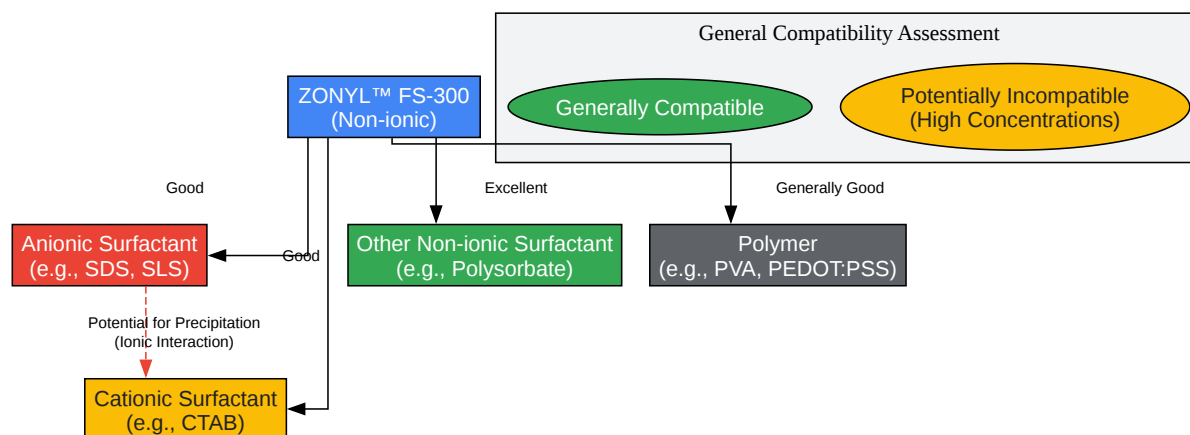 General Compatibility Assessment
ZONYL™ FS-300
(Non-ionic)
Generally Compatible
Potentially Incompatible
(High Concentrations)
Good
Excellent
Generally Good
Anionic Surfactant
(e.g., SDS, SLS)
Good
Other Non-ionic Surfactant
(e.g., Polysorbate)
Polymer
(e.g., PVA, PEDOT:PSS)
Potential for Precipitation
(Ionic Interaction)
Cationic Surfactant
(e.g., CTAB)